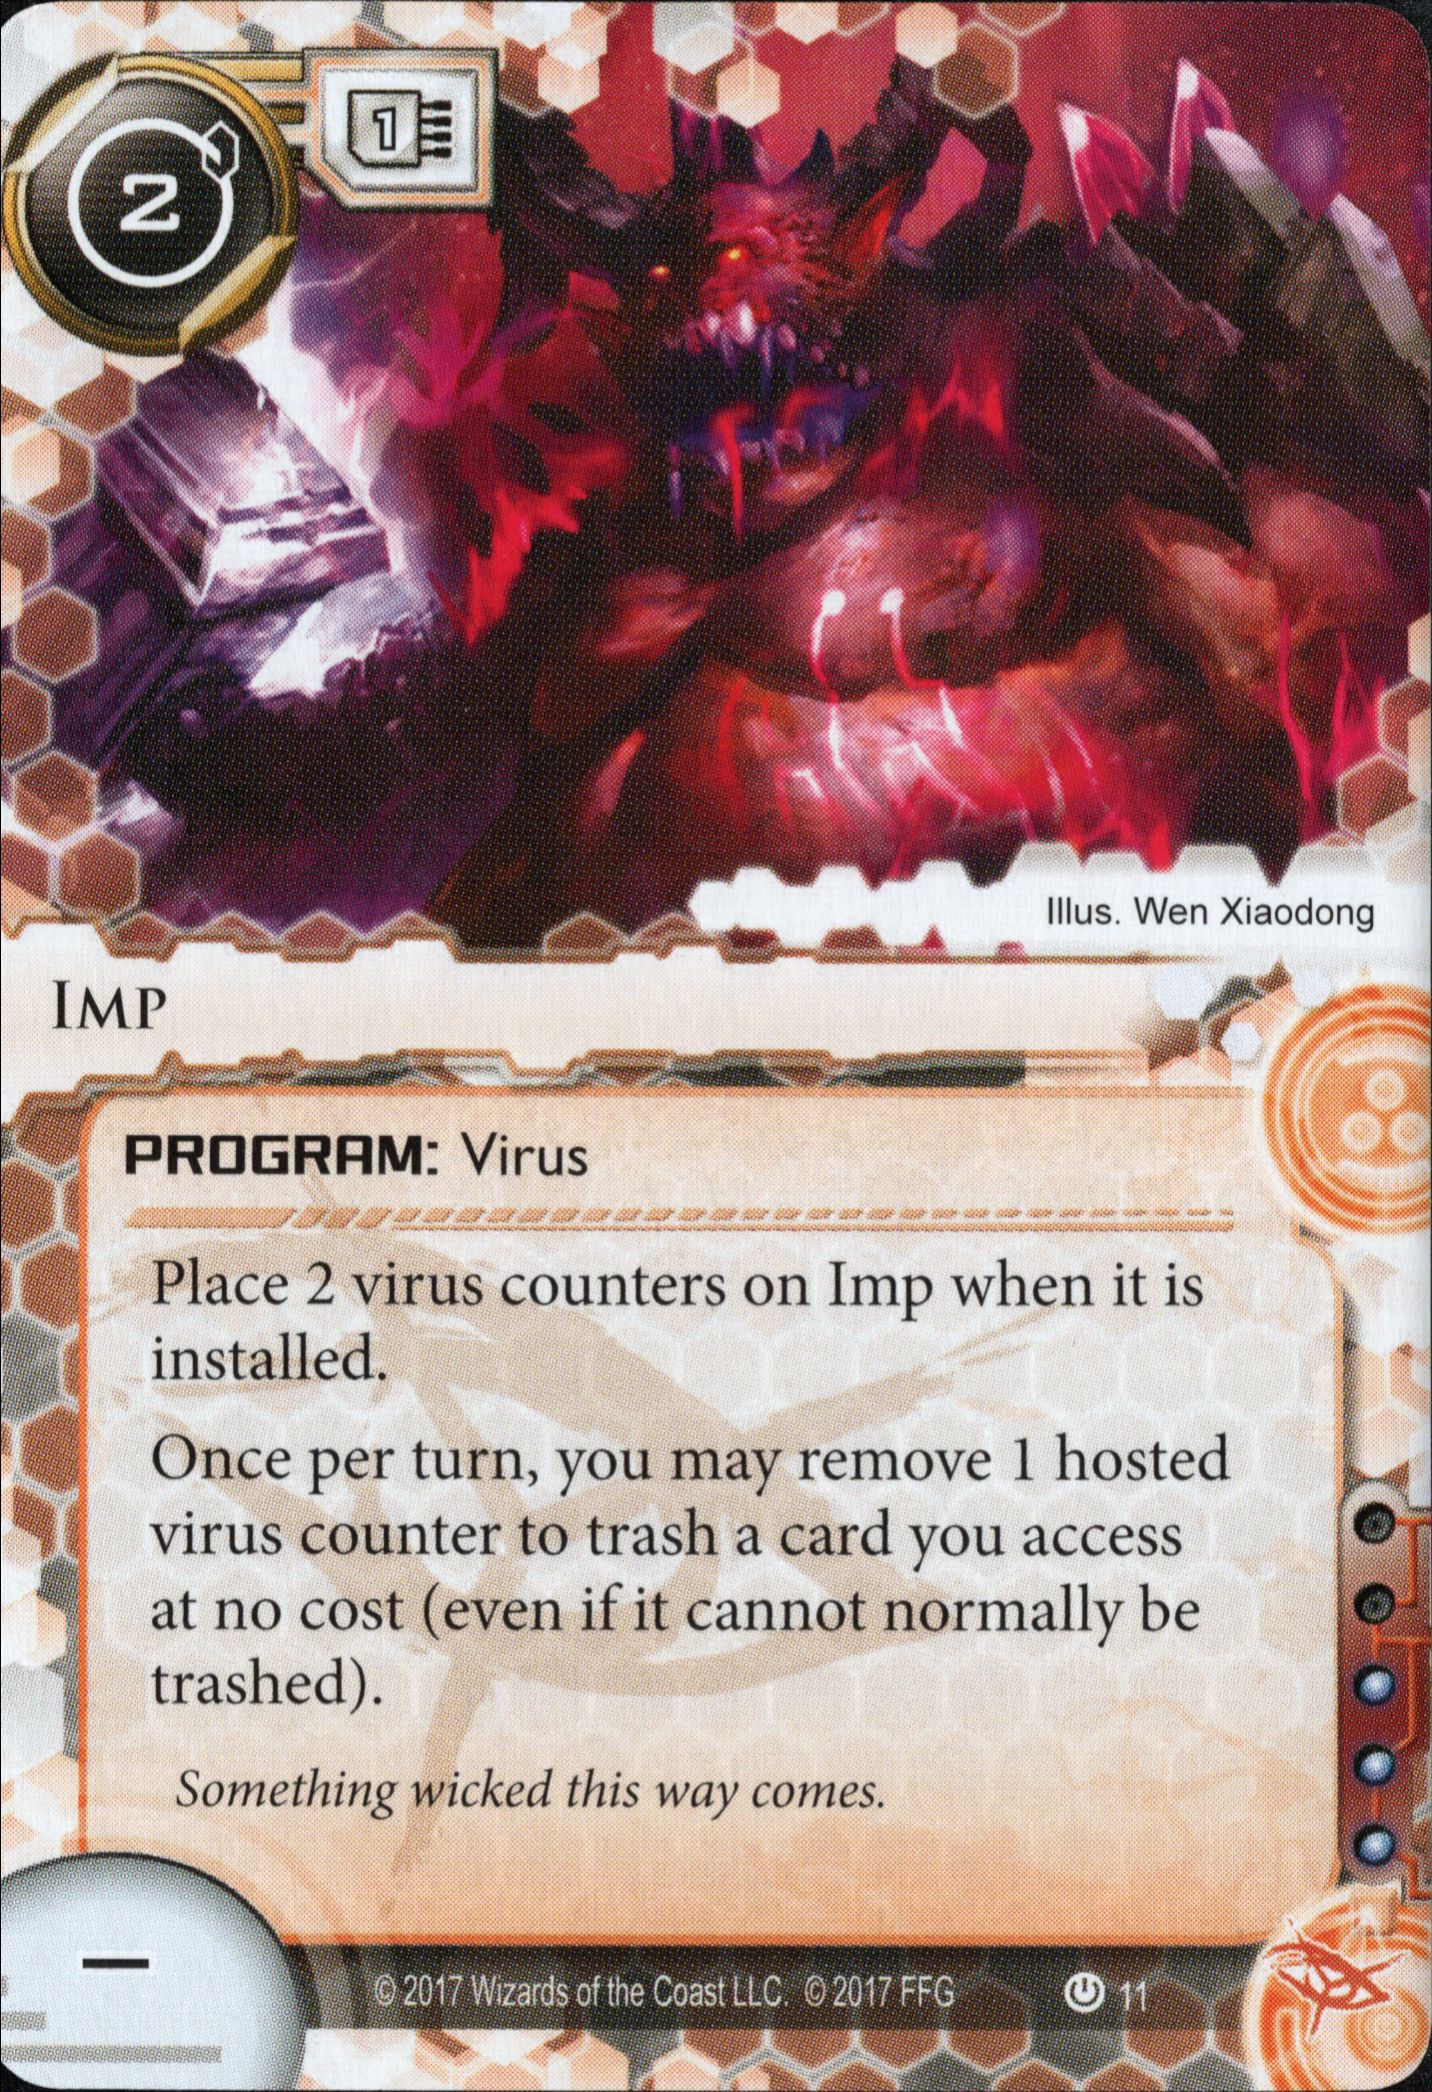 2
1
Illus. Wen Xiaodong
IMP
PROGRAM: Virus
Place 2 virus counters on Imp when it is
installed.
Once per turn, you may remove 1 hosted
virus counter to trash a card you access
at no cost (even if it cannot normally be
trashed).
Something wicked this way comes.
–
© 2017 Wizards of the Coast LLC. © 2017 FFG
11